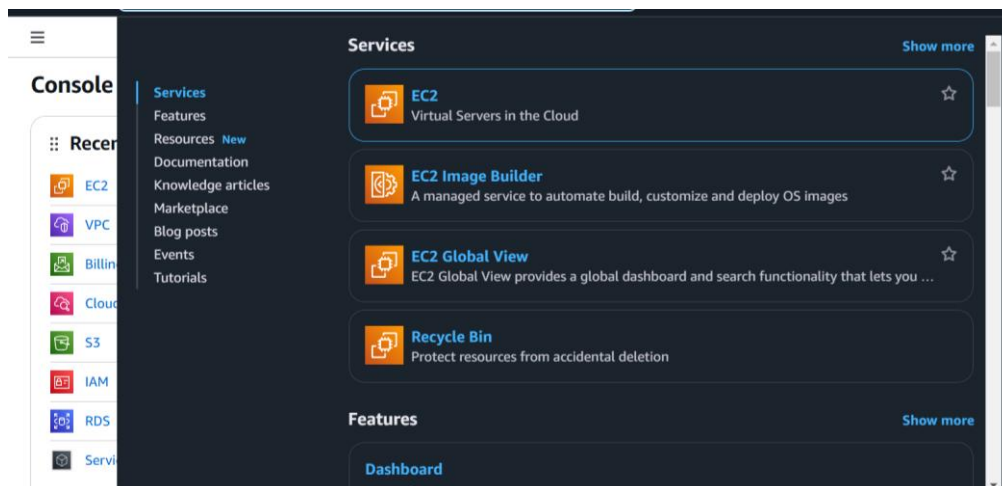 Console
Recen
EC2
VPC
Billin
Cloud
S3
IAM
RDS
Servi
Services
Features
Resources New
Documentation
Knowledge articles
Marketplace
Blog posts
Events
Tutorials
Services Show more
EC2
Virtual Servers in the Cloud
EC2 Image Builder
A managed service to automate build, customize and deploy OS images
EC2 Global View
EC2 Global View provides a global dashboard and search functionality that lets you ...
Recycle Bin
Protect resources from accidental deletion
Features Show more
Dashboard